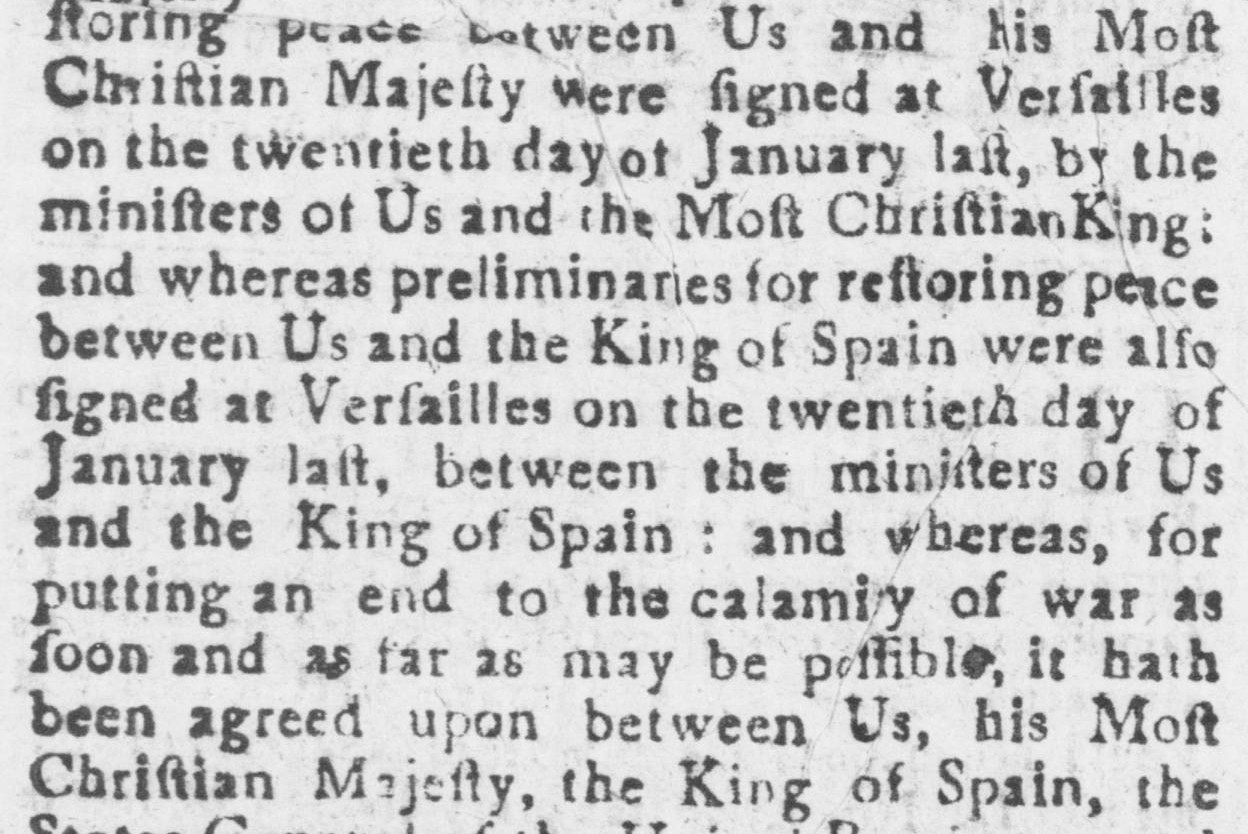 ſtoring peace between Us and his Moſt
Chriſtian Majeſty were ſigned at Verſailles
on the twentieth day of January laſt, by the
miniſters of Us and the Moſt Chriſtian King:
and whereas preliminaries for reſtoring peace
between Us and the King of Spain were alſo
ſigned at Verſailles on the twentieth day of
January laſt, between the miniſters of Us
and the King of Spain : and whereas, for
putting an end to the calamity of war as
ſoon and as far as may be poſſible, it hath
been agreed upon between Us, his Moſt
Chriſtian Majeſty, the King of Spain, the